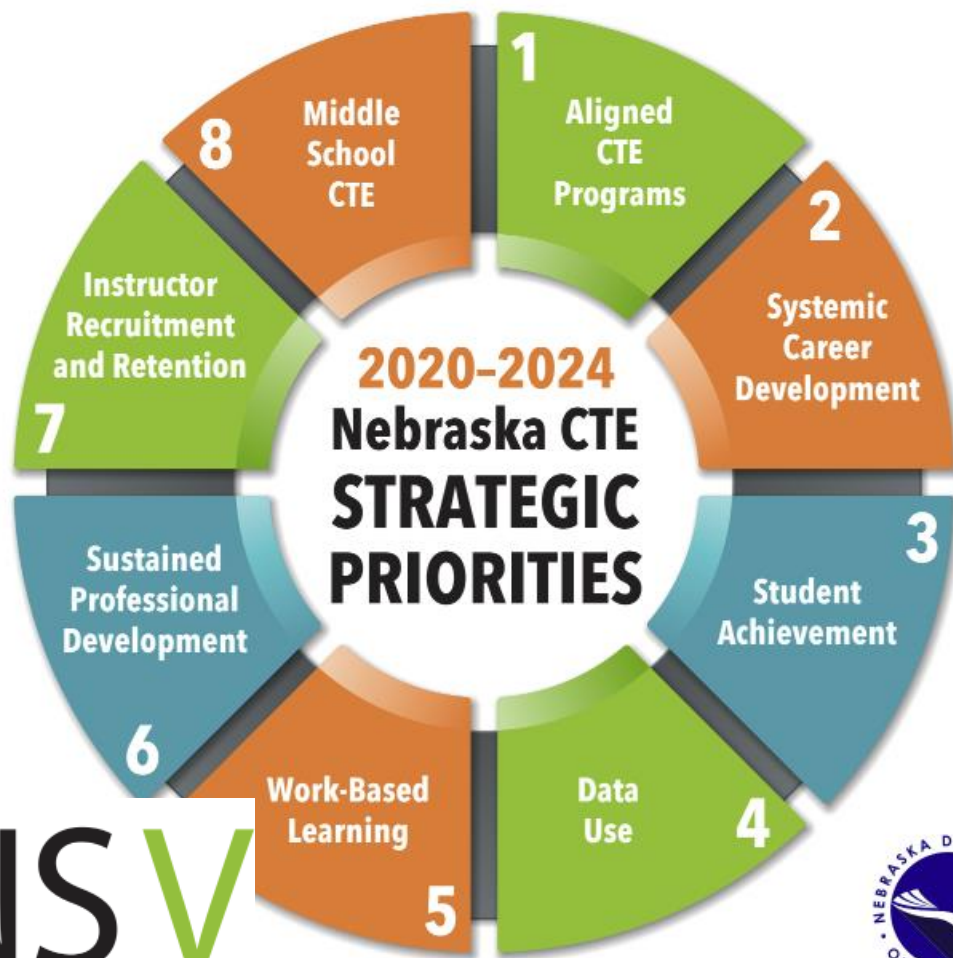 1
Aligned
CTE
Programs
2
Systemic
Career
Development
3
Student
Achievement
4
Data
Use
5
Work-Based
Learning
6
Sustained
Professional
Development
7
Instructor
Recruitment
and Retention
8
Middle
School
CTE
2020–2024
Nebraska CTE
STRATEGIC
PRIORITIES
NEBRASKA D